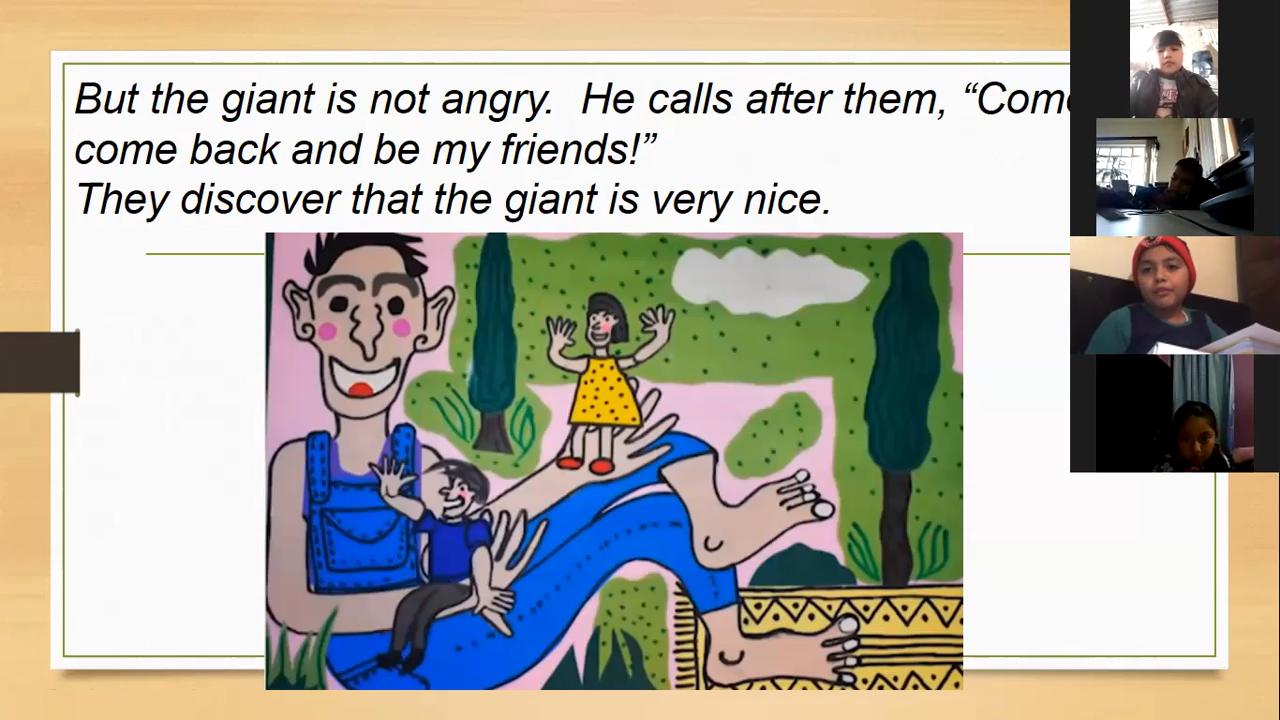 But the giant is not angry. He calls after them, “Com
come back and be my friends!”
They discover that the giant is very nice.